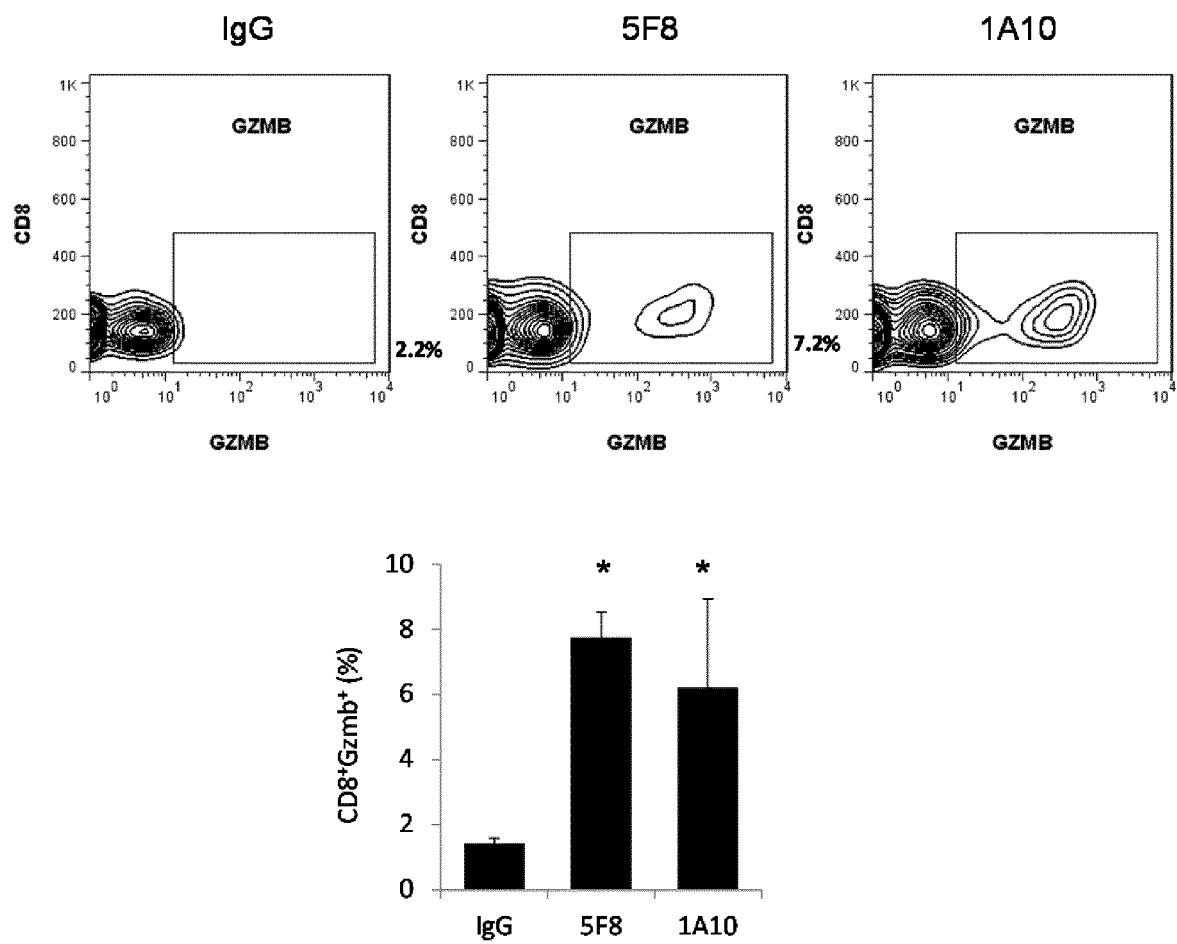 IgG 5F8 1A10
1K 1K 1K
GZMB GZMB GZMB
800 800 800
600 600 600
CD8 CD8 CD8
400 400 400
200 200 200
2.2% 7.2%
0 0 0
10⁰ 10¹ 10² 10³ 10⁴ 10⁰ 10¹ 10² 10³ 10⁴ 10⁰ 10¹ 10² 10³ 10⁴
GZMB GZMB GZMB
10 * *
8
6
CD8⁺Gzmb⁺ (%)
4
2
0
IgG 5F8 1A10